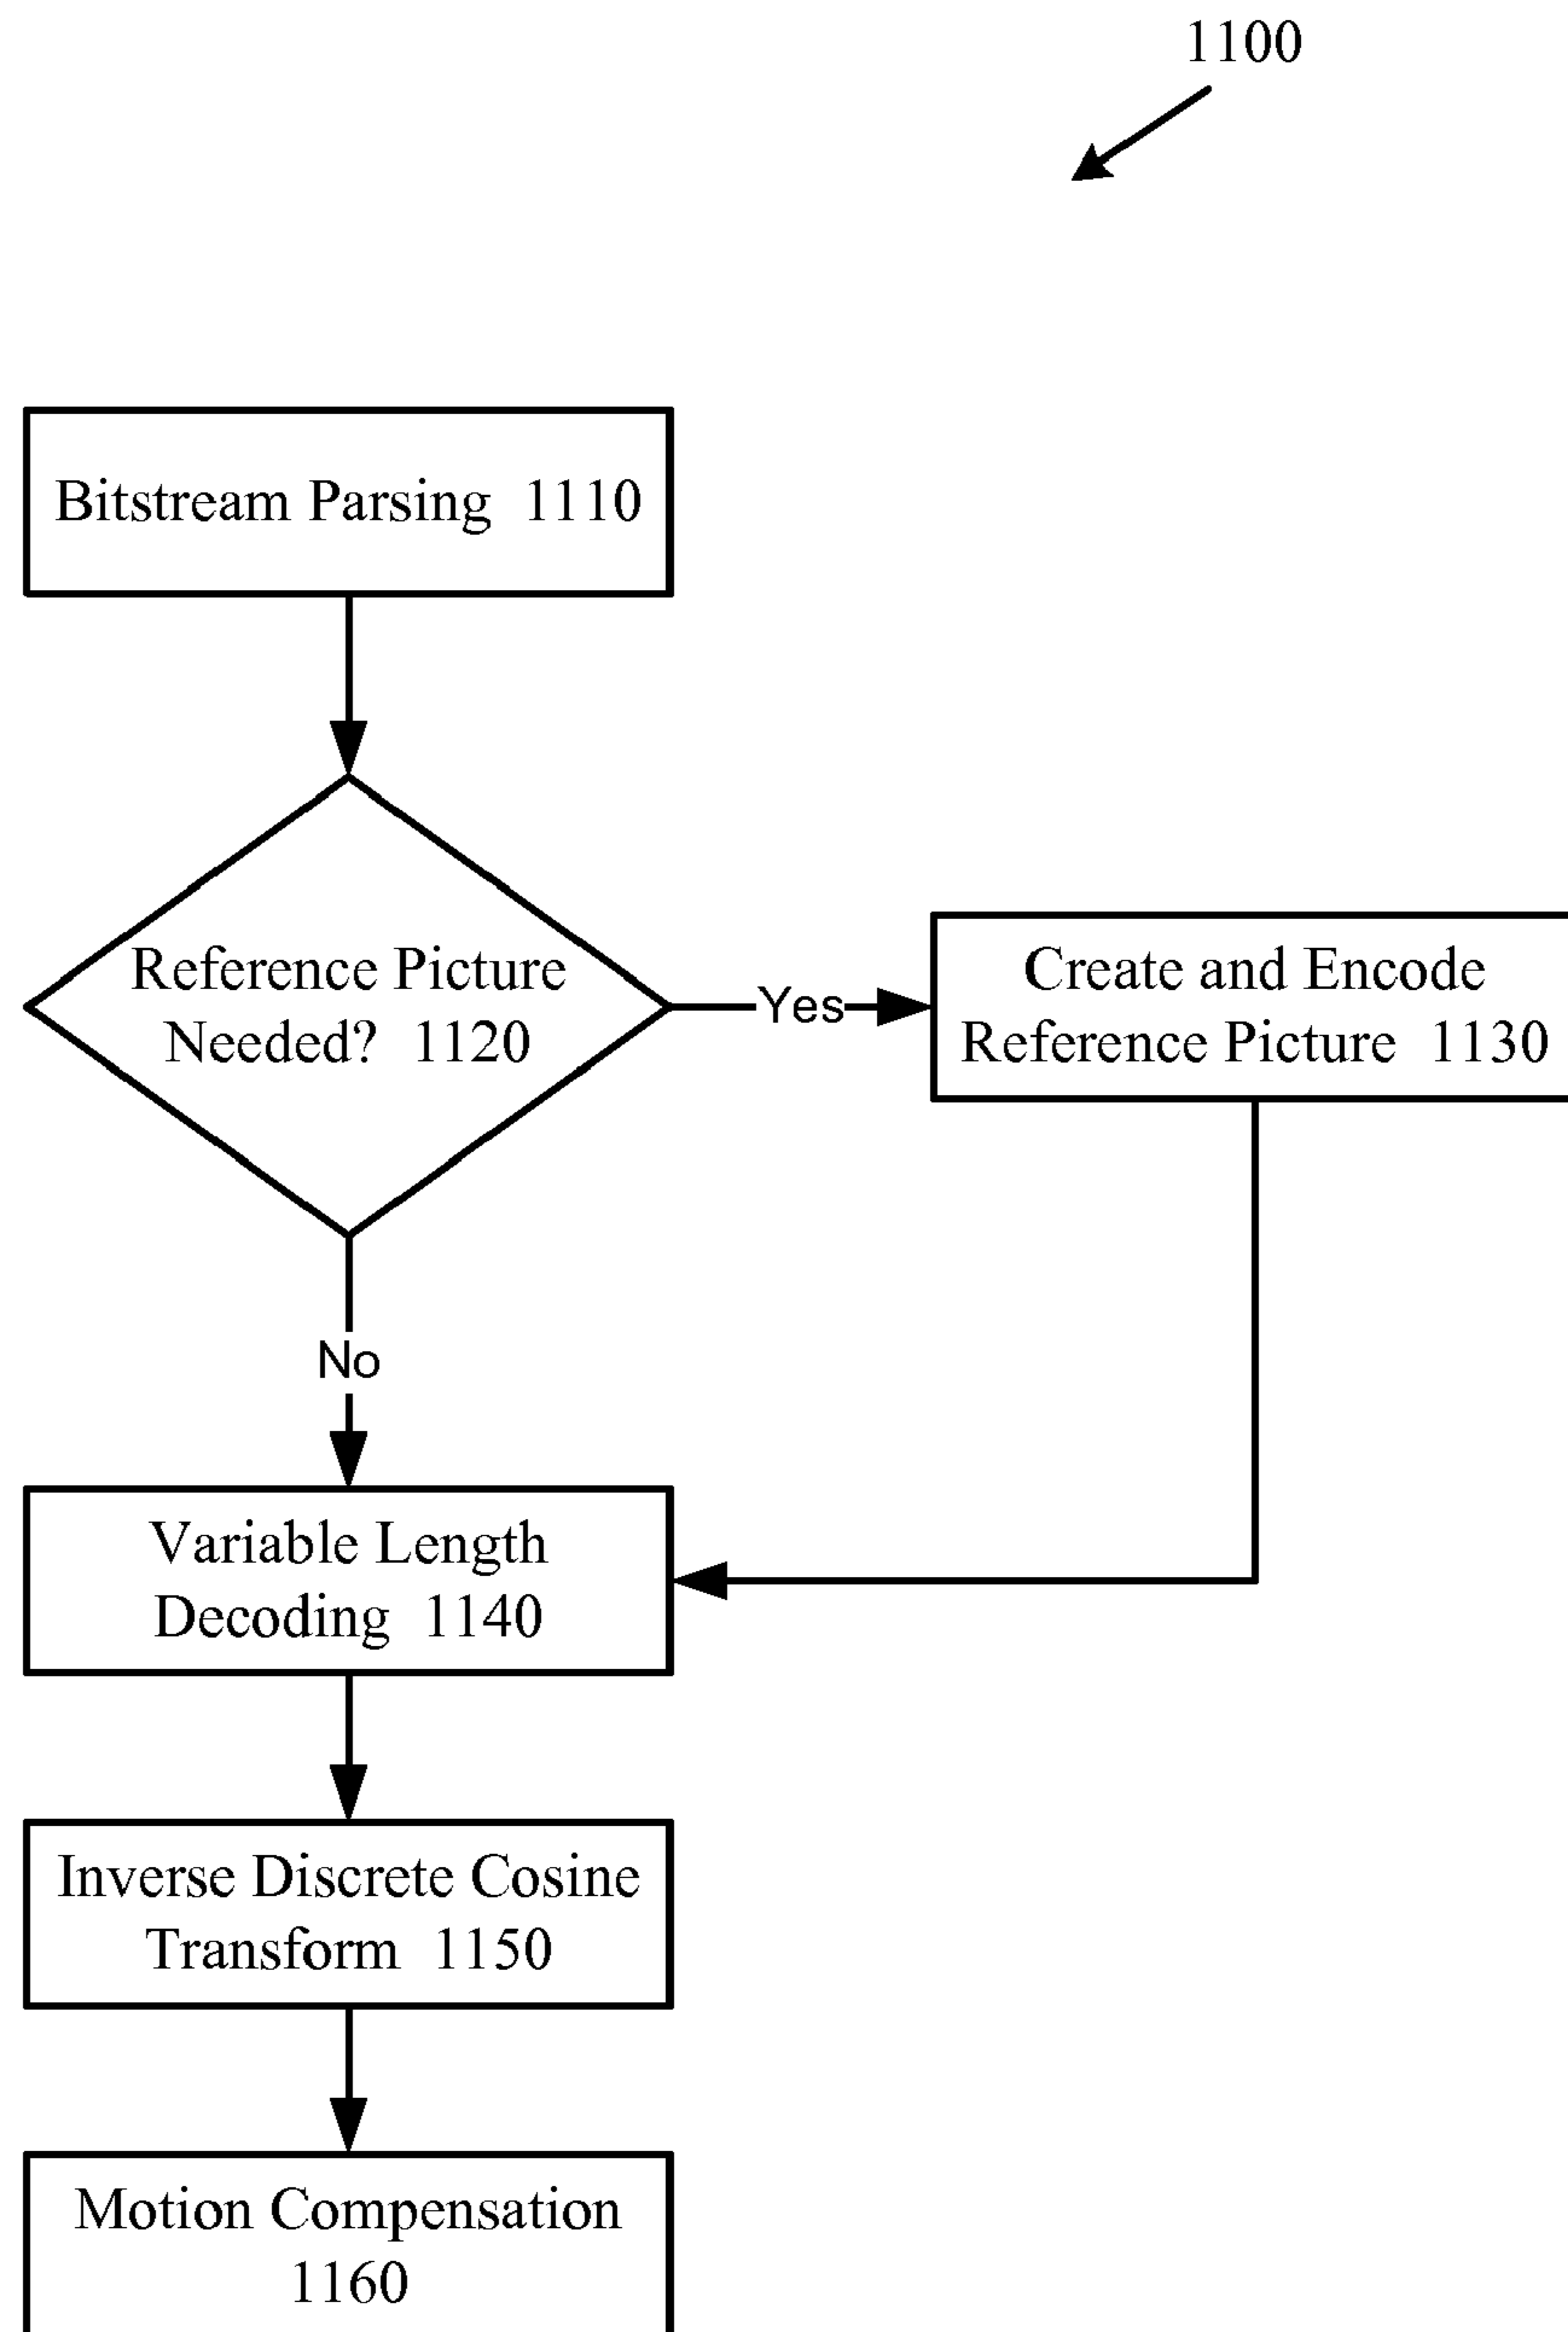 1100
Bitstream Parsing 1110
Reference Picture
Needed? 1120
Yes
Create and Encode
Reference Picture 1130
No
Variable Length
Decoding 1140
Inverse Discrete Cosine
Transform 1150
Motion Compensation
1160